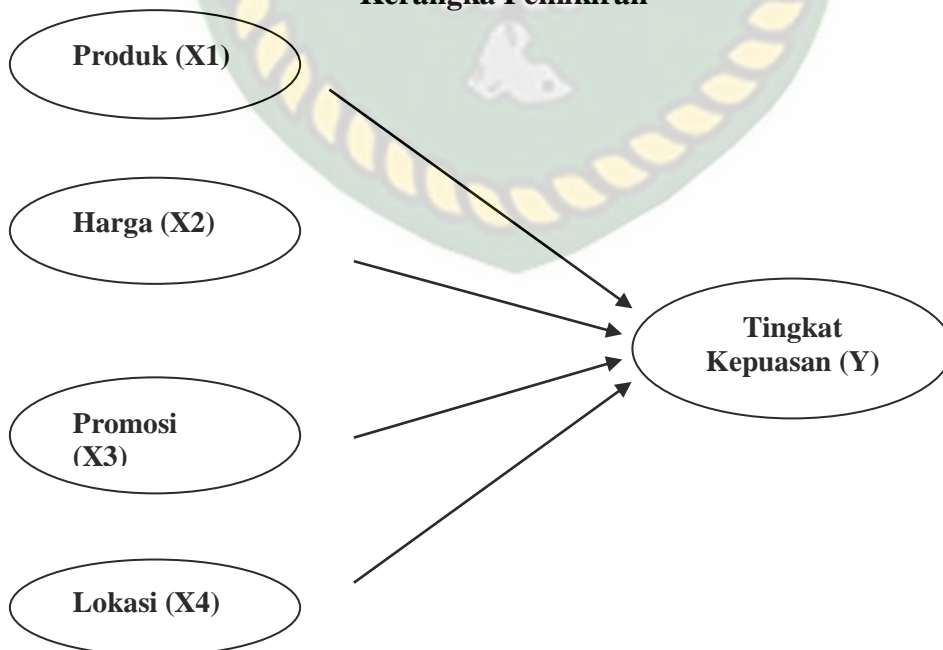 Kerangka Pemikiran
Produk (X1)
Harga (X2)
Tingkat
Kepuasan (Y)
Promosi
(X3)
Lokasi (X4)